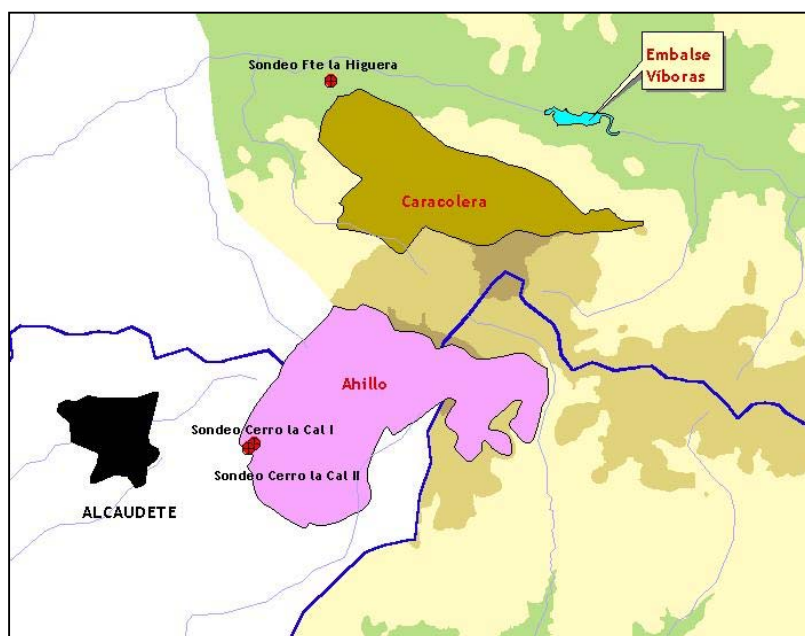 Sondeo Fte la Higuera
Embalse
Víboras
Caracolera
Ahillo
Sondeo Cerro la Cal I
Sondeo Cerro la Cal II
ALCAUDETE